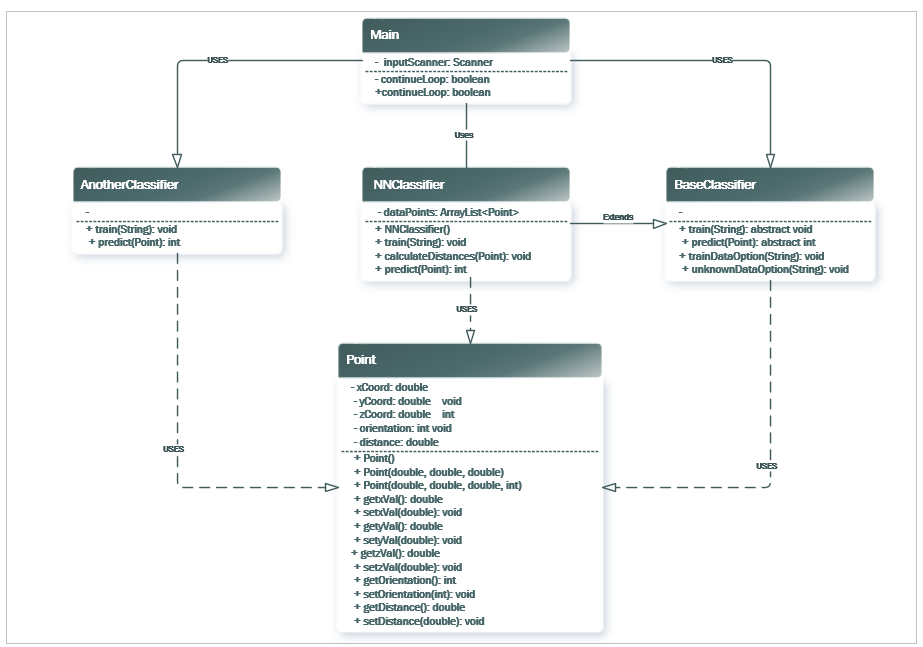 Main
- inputScanner: Scanner
- continueLoop: boolean
+continueLoop: boolean
USES
USES
Uses
AnotherClassifier
-
+ train(String): void
+ predict(Point): int
NNClassifier
- dataPoints: ArrayList<Point>
+ NNClassifier()
+ train(String): void
+ calculateDistances(Point): void
+ predict(Point): int
Extends
BaseClassifier
-
+ train(String): abstract void
+ predict(Point): abstract int
+ trainDataOption(String): void
+ unknownDataOption(String): void
USES
Point
- xCoord: double
- yCoord: double void
- zCoord: double int
- orientation: int void
- distance: double
+ Point()
+ Point(double, double, double)
+ Point(double, double, double, int)
+ getxVal(): double
+ setxVal(double): void
+ getyVal(): double
+ setyVal(double): void
+ getzVal(): double
+ setzVal(double): void
+ getOrientation(): int
+ setOrientation(int): void
+ getDistance(): double
+ setDistance(double): void
USES
USES